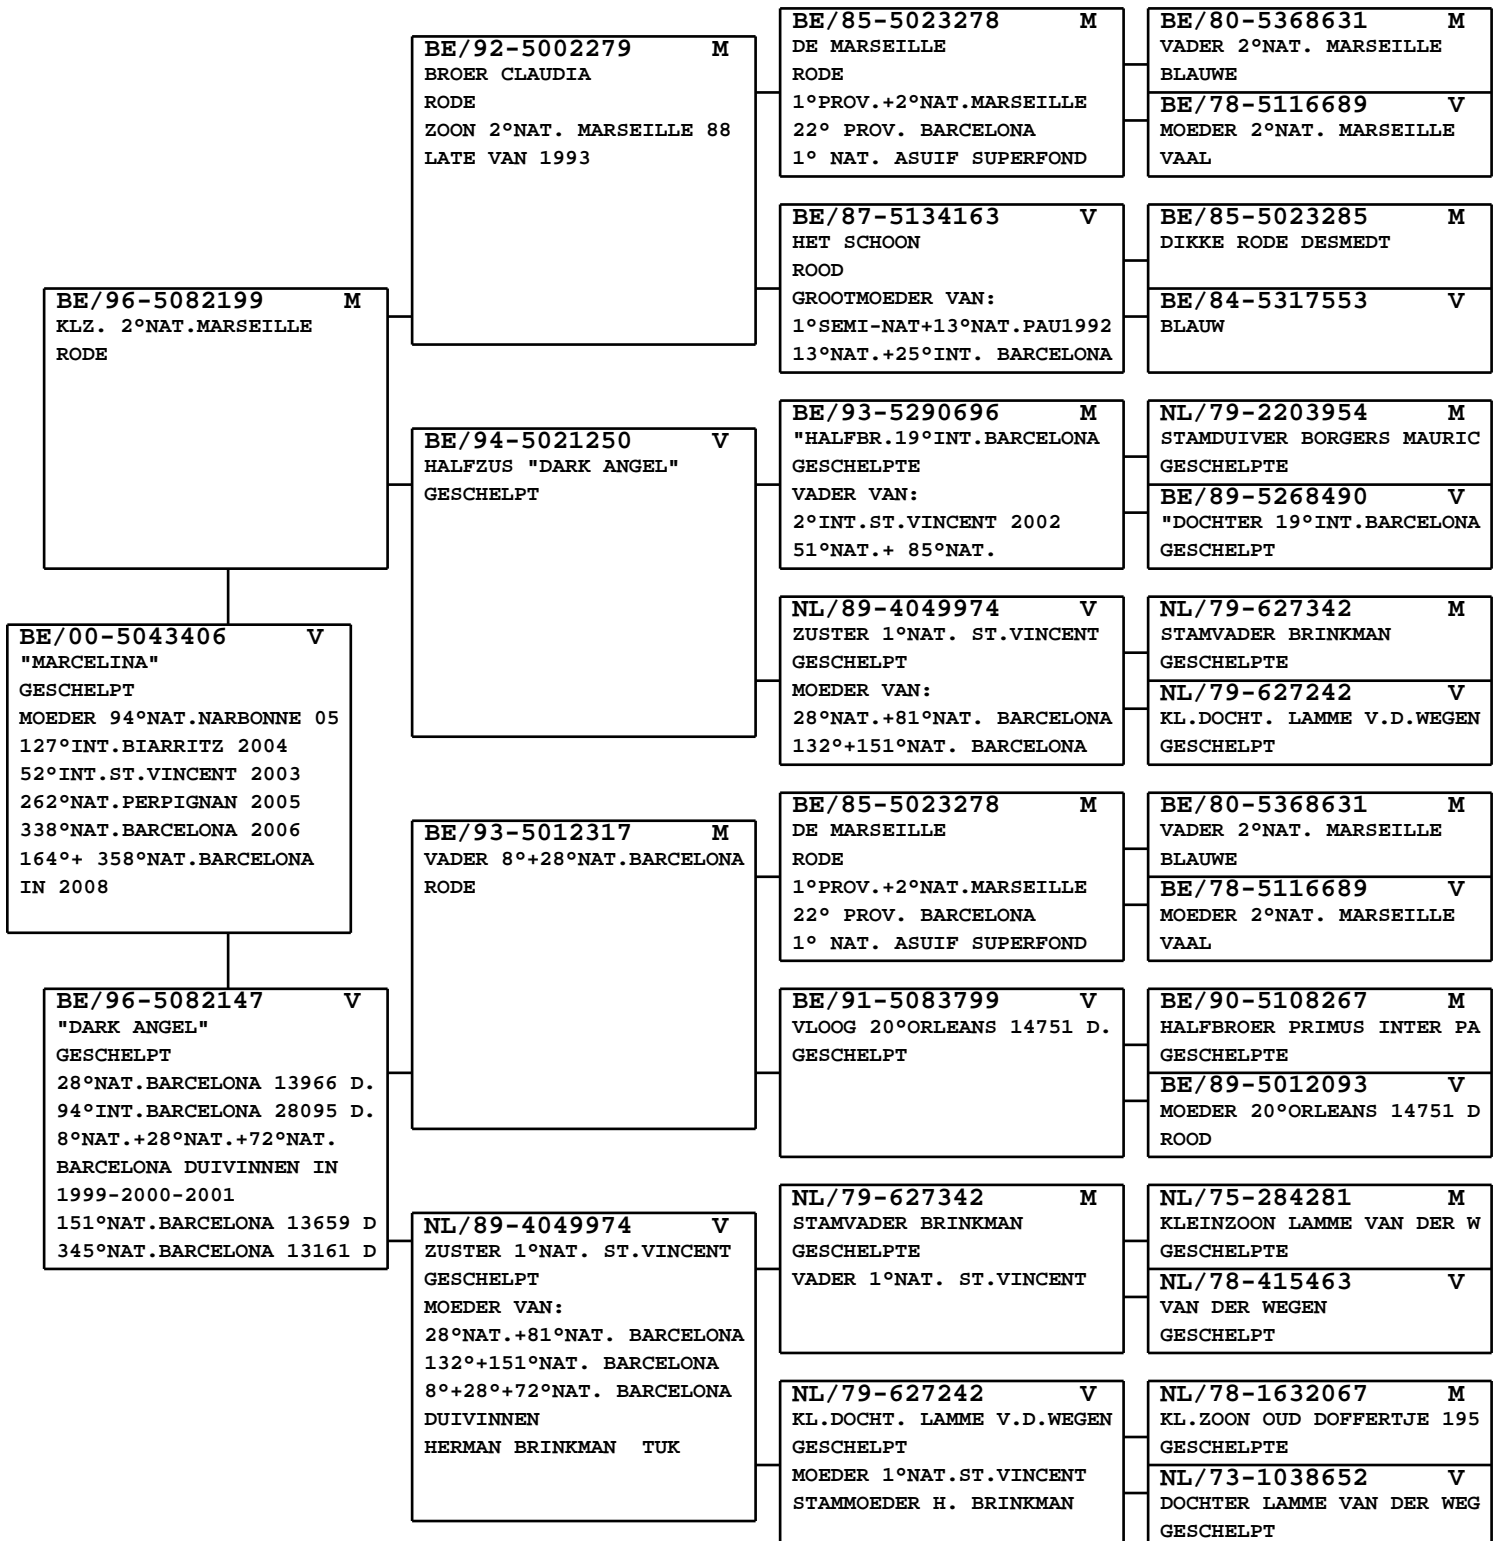 BE/00-5043406 V
"MARCELINA"
GESCHELPT
MOEDER 94°NAT.NARBONNE 05
127°INT.BIARRITZ 2004
52°INT.ST.VINCENT 2003
262°NAT.PERPIGNAN 2005
338°NAT.BARCELONA 2006
164°+ 358°NAT.BARCELONA
IN 2008
BE/96-5082199 M
KLZ. 2°NAT.MARSEILLE
RODE
BE/96-5082147 V
"DARK ANGEL"
GESCHELPT
28°NAT.BARCELONA 13966 D.
94°INT.BARCELONA 28095 D.
8°NAT.+28°NAT.+72°NAT.
BARCELONA DUIVINNEN IN
1999-2000-2001
151°NAT.BARCELONA 13659 D
345°NAT.BARCELONA 13161 D
BE/92-5002279 M
BROER CLAUDIA
RODE
ZOON 2°NAT. MARSEILLE 88
LATE VAN 1993
BE/94-5021250 V
HALFZUS "DARK ANGEL"
GESCHELPT
BE/93-5012317 M
VADER 8°+28°NAT.BARCELONA
RODE
NL/89-4049974 V
ZUSTER 1°NAT. ST.VINCENT
GESCHELPT
MOEDER VAN:
28°NAT.+81°NAT. BARCELONA
132°+151°NAT. BARCELONA
8°+28°+72°NAT. BARCELONA
DUIVINNEN
HERMAN BRINKMAN TUK
BE/85-5023278 M
DE MARSEILLE
RODE
1°PROV.+2°NAT.MARSEILLE
22° PROV. BARCELONA
1° NAT. ASUIF SUPERFOND
BE/87-5134163 V
HET SCHOON
ROOD
GROOTMOEDER VAN:
1°SEMI-NAT+13°NAT.PAU1992
13°NAT.+25°INT. BARCELONA
BE/93-5290696 M
"HALFBR.19°INT.BARCELONA
GESCHELPTE
VADER VAN:
2°INT.ST.VINCENT 2002
51°NAT.+ 85°NAT.
NL/89-4049974 V
ZUSTER 1°NAT. ST.VINCENT
GESCHELPT
MOEDER VAN:
28°NAT.+81°NAT. BARCELONA
132°+151°NAT. BARCELONA
BE/85-5023278 M
DE MARSEILLE
RODE
1°PROV.+2°NAT.MARSEILLE
22° PROV. BARCELONA
1° NAT. ASUIF SUPERFOND
BE/91-5083799 V
VLOOG 20°ORLEANS 14751 D.
GESCHELPT
NL/79-627342 M
STAMVADER BRINKMAN
GESCHELPTE
VADER 1°NAT. ST.VINCENT
NL/79-627242 V
KL.DOCHT. LAMME V.D.WEGEN
GESCHELPT
MOEDER 1°NAT.ST.VINCENT
STAMMOEDER H. BRINKMAN
BE/80-5368631 M
VADER 2°NAT. MARSEILLE
BLAUWE
BE/78-5116689 V
MOEDER 2°NAT. MARSEILLE
VAAL
BE/85-5023285 M
DIKKE RODE DESMEDT
BE/84-5317553 V
BLAUW
NL/79-2203954 M
STAMDUIVER BORGERS MAURIC
GESCHELPTE
BE/89-5268490 V
"DOCHTER 19°INT.BARCELONA
GESCHELPT
NL/79-627342 M
STAMVADER BRINKMAN
GESCHELPTE
NL/79-627242 V
KL.DOCHT. LAMME V.D.WEGEN
GESCHELPT
BE/80-5368631 M
VADER 2°NAT. MARSEILLE
BLAUWE
BE/78-5116689 V
MOEDER 2°NAT. MARSEILLE
VAAL
BE/90-5108267 M
HALFBROER PRIMUS INTER PA
GESCHELPTE
BE/89-5012093 V
MOEDER 20°ORLEANS 14751 D
ROOD
NL/75-284281 M
KLEINZOON LAMME VAN DER W
GESCHELPTE
NL/78-415463 V
VAN DER WEGEN
GESCHELPT
NL/78-1632067 M
KL.ZOON OUD DOFFERTJE 195
GESCHELPTE
NL/73-1038652 V
DOCHTER LAMME VAN DER WEG
GESCHELPT